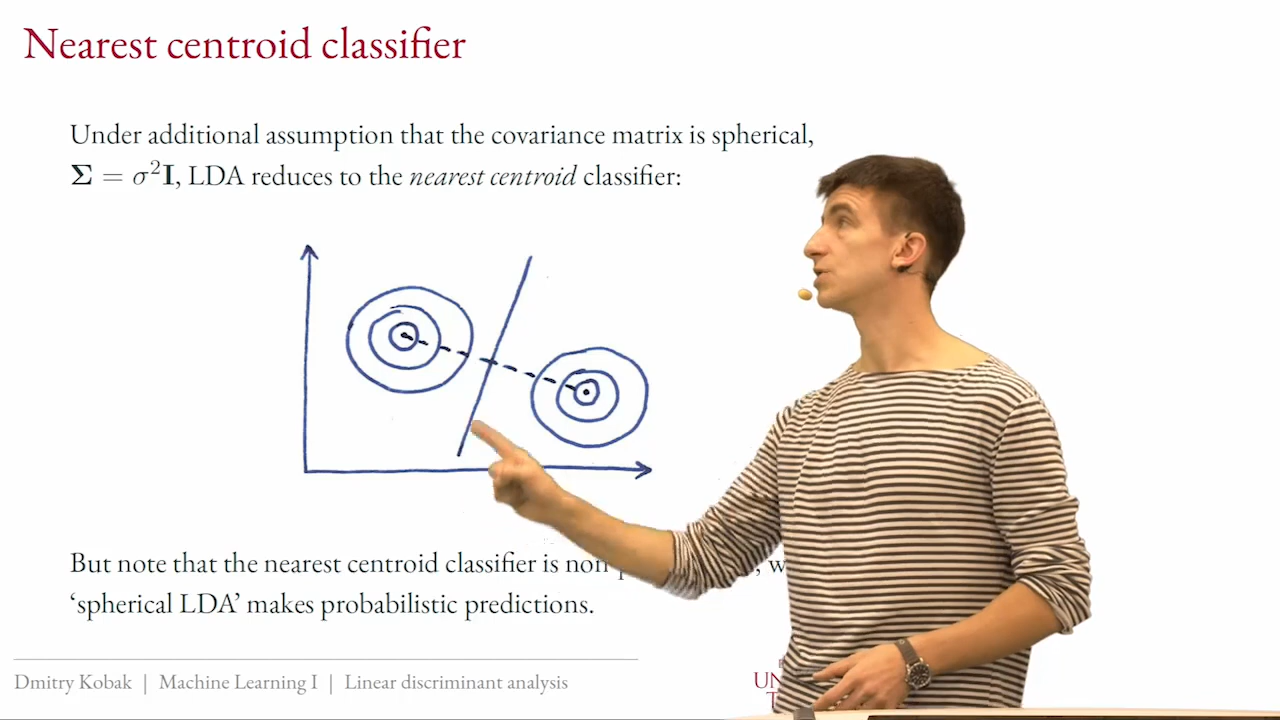 Nearest centroid classifier
Under additional assumption that the covariance matrix is spherical,
Σ = σ²I, LDA reduces to the nearest centroid classifier:
But note that the nearest centroid classifier is non
'spherical LDA' makes probabilistic predictions.
Dmitry Kobak | Machine Learning I | Linear discriminant analysis